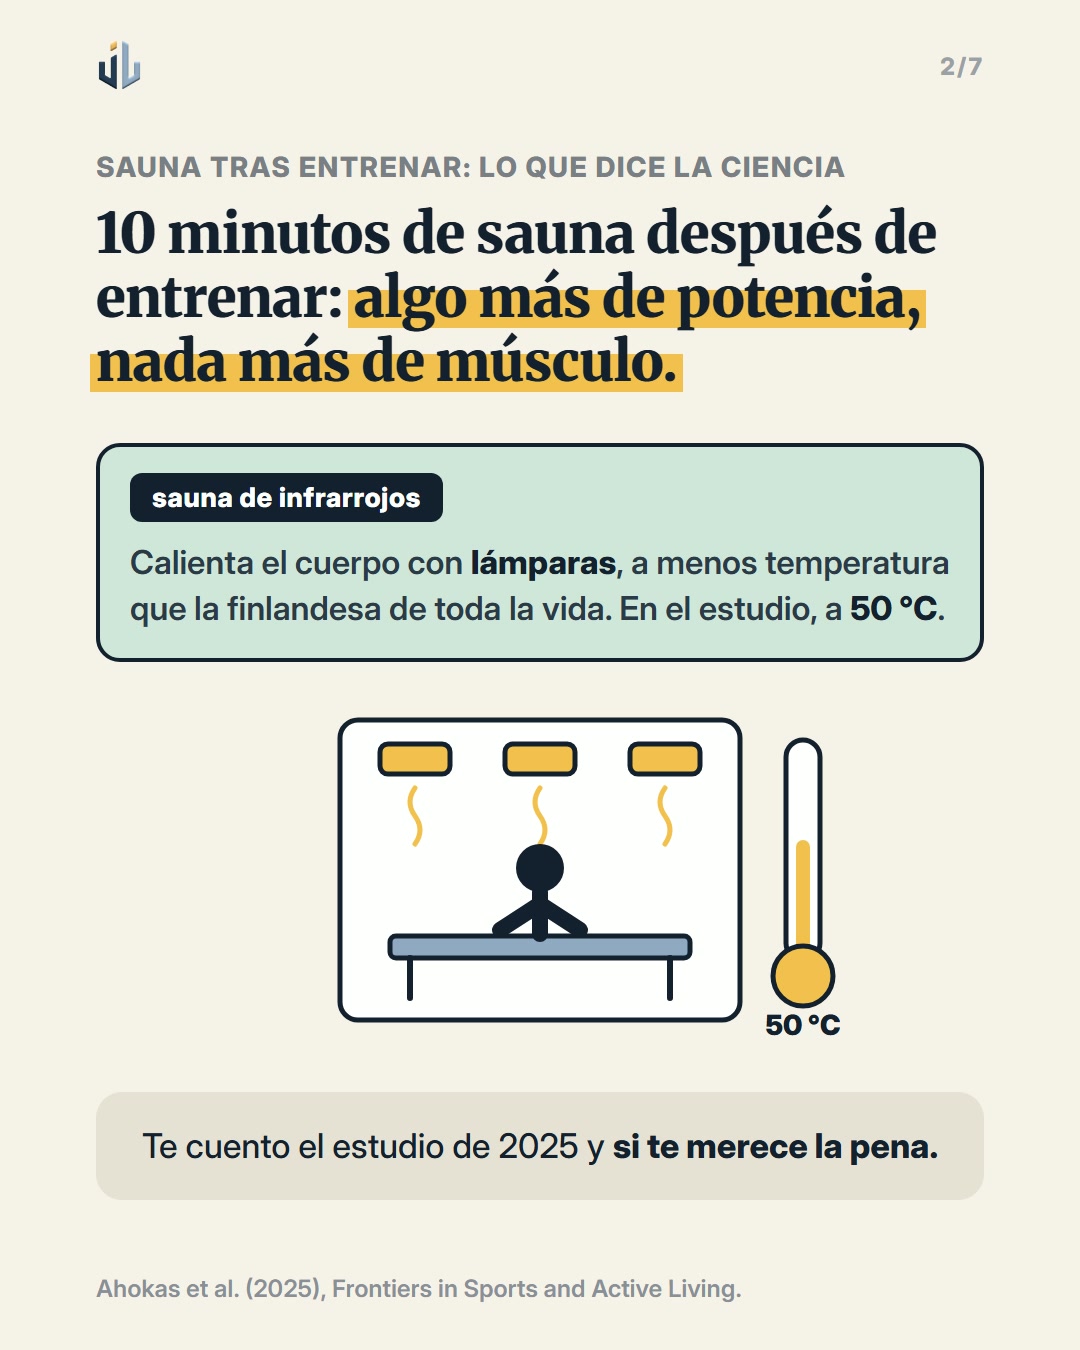 2/7
SAUNA TRAS ENTRENAR: LO QUE DICE LA CIENCIA
10 minutos de sauna después de
entrenar: algo más de potencia,
nada más de músculo.
sauna de infrarrojos
Calienta el cuerpo con lámparas, a menos temperatura
que la finlandesa de toda la vida. En el estudio, a 50 °C.
50 °C
Te cuento el estudio de 2025 y si te merece la pena.
Ahokas et al. (2025), Frontiers in Sports and Active Living.